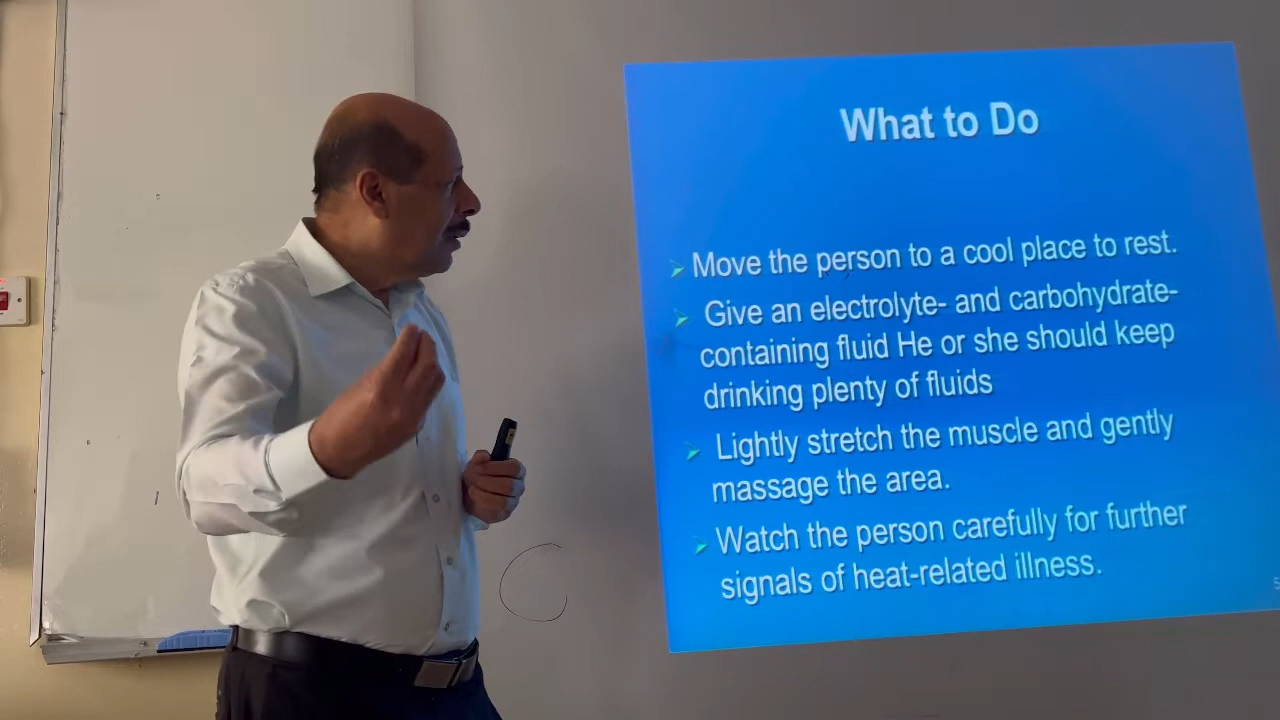 What to Do
Move the person to a cool place to rest.
Give an electrolyte- and carbohydrate-
containing fluid He or she should keep
drinking plenty of fluids
Lightly stretch the muscle and gently
massage the area.
Watch the person carefully for further
signals of heat-related illness.